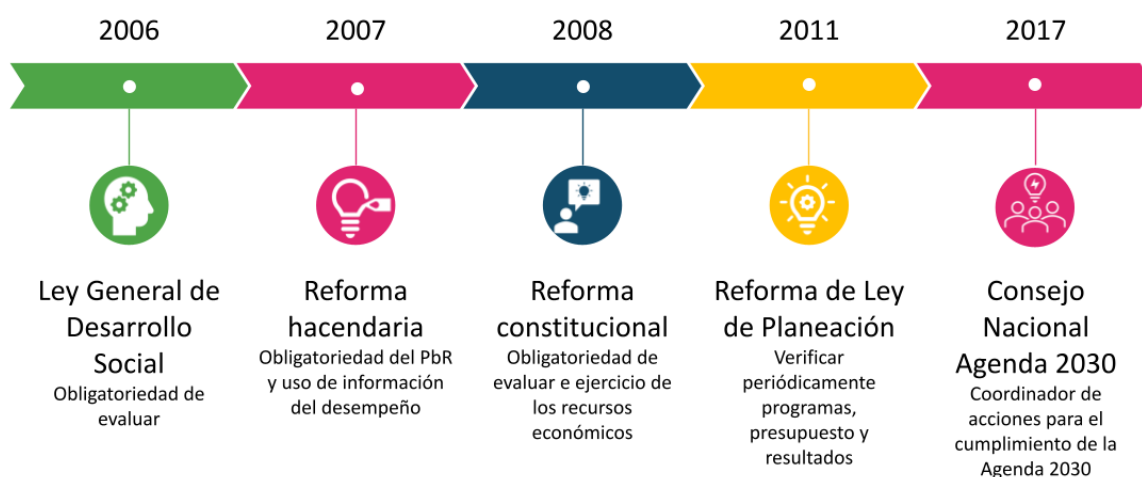 2006
2007
2008
2011
2017
Ley General de
Desarrollo
Social
Obligatoriedad de
evaluar
Reforma
hacendaria
Obligatoriedad del PbR
y uso de información
del desempeño
Reforma
constitucional
Obligatoriedad de
evaluar e ejercicio de
los recursos
económicos
Reforma de Ley
de Planeación
Verificar
periódicamente
programas,
presupuesto y
resultados
Consejo
Nacional
Agenda 2030
Coordinador de
acciones para el
cumplimiento de la
Agenda 2030